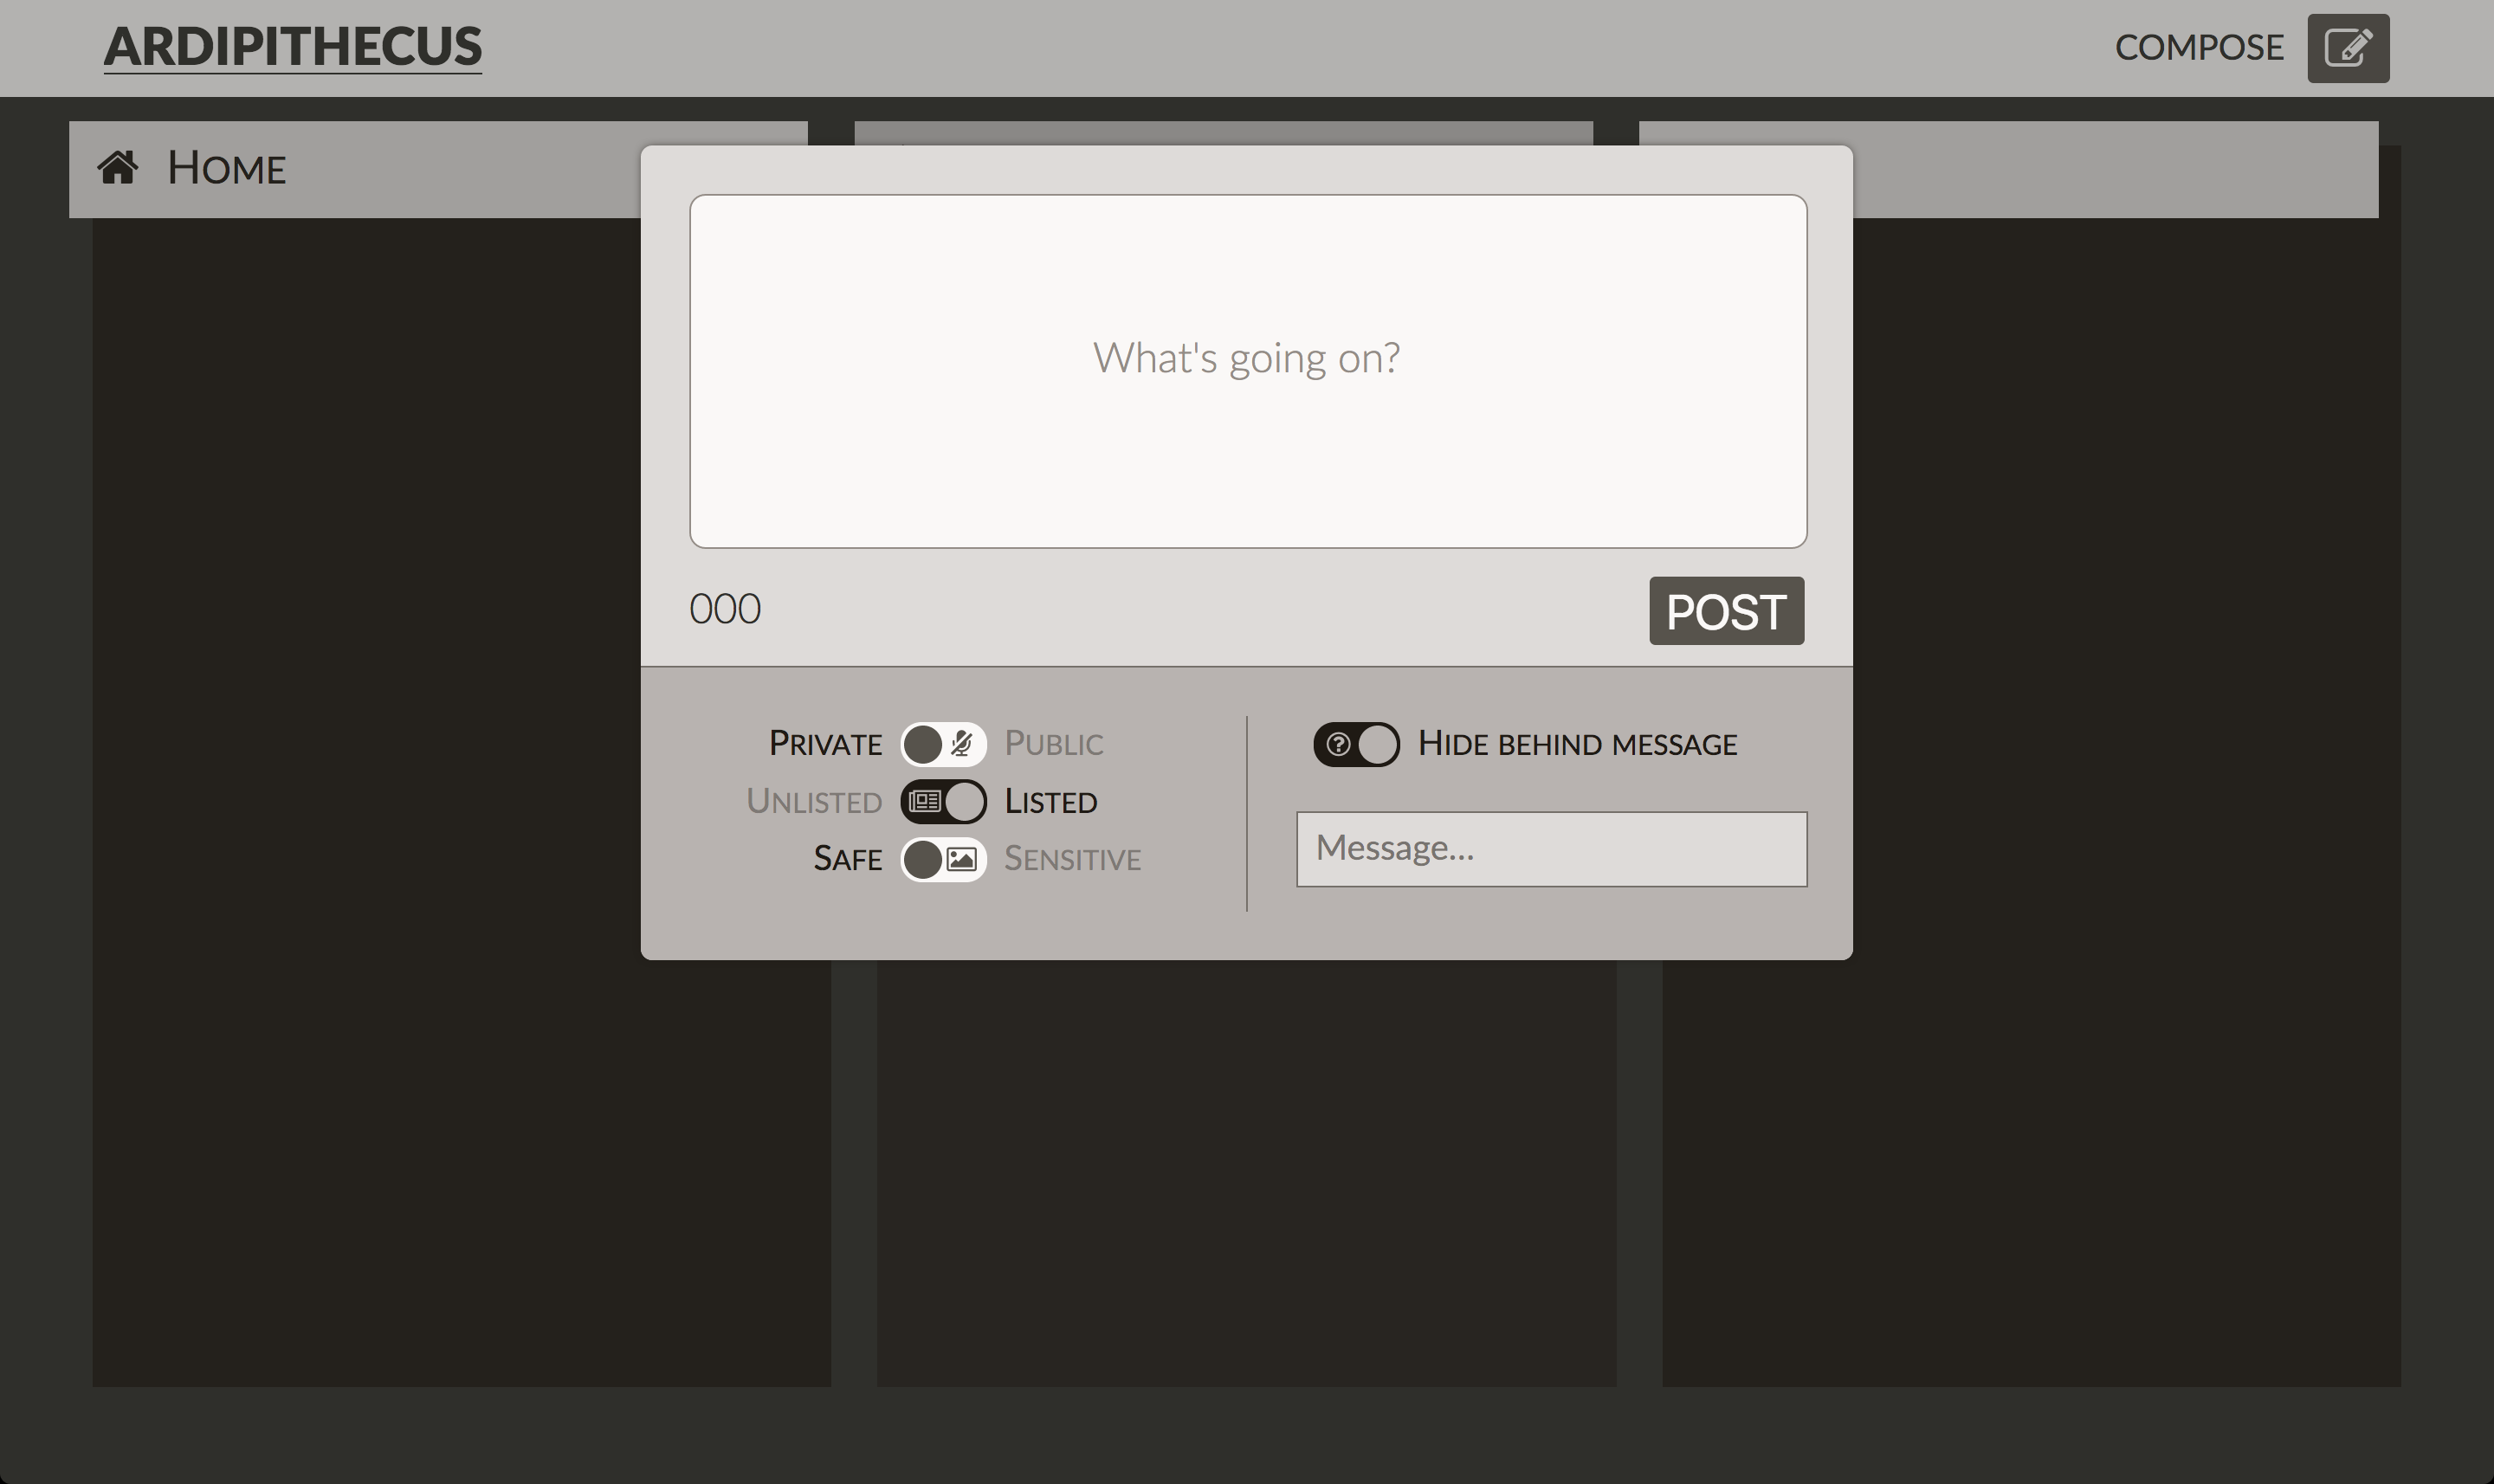 ARDIPITHECUS
COMPOSE
Home
What's going on?
000
POST
Private Public
Unlisted Listed
Safe Sensitive
Hide behind message
Message...